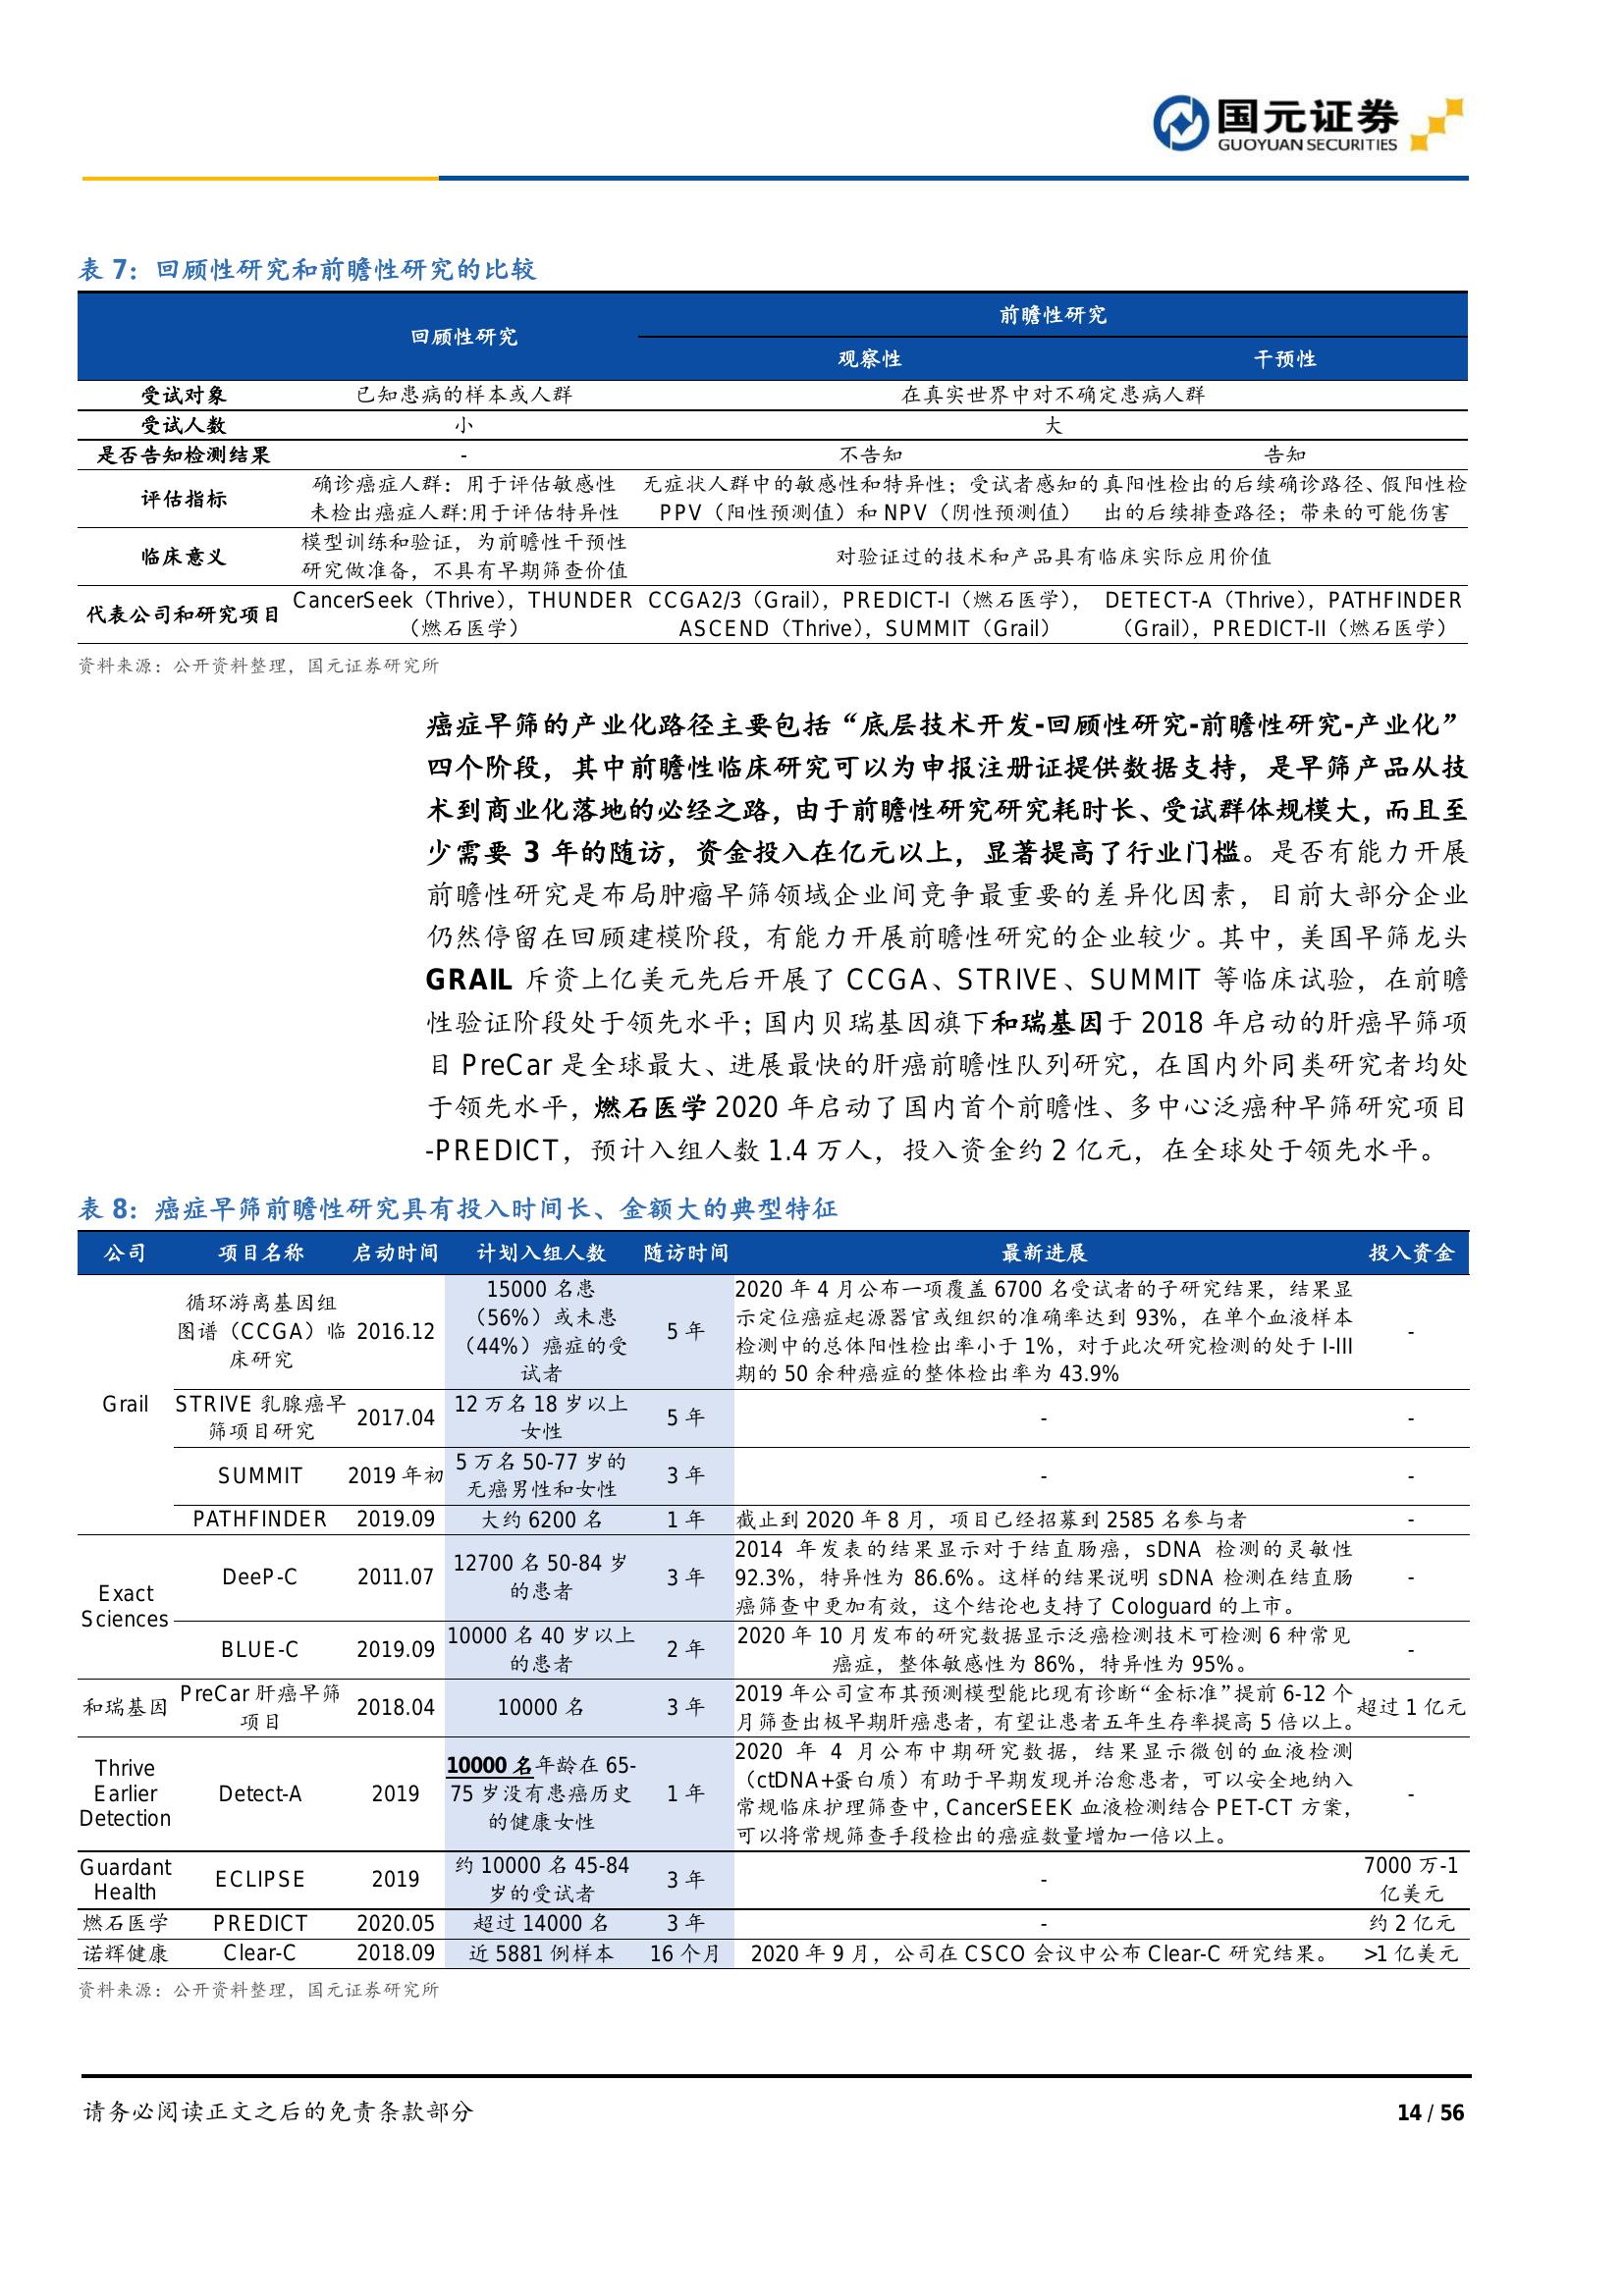 国元证券
GUOYUAN SECURITIES
表 7：回顾性研究和前瞻性研究的比较
回顾性研究
前瞻性研究
观察性 干预性
受试对象 已知患病的样本或人群 在真实世界中对不确定患病人群
受试人数 小 大
是否告知检测结果 - 不告知 告知
评估指标
确诊癌症人群：用于评估敏感性
未检出癌症人群:用于评估特异性
无症状人群中的敏感性和特异性；受试者感知的
PPV（阳性预测值）和 NPV（阴性预测值）
真阳性检出的后续确诊路径、假阳性检
出的后续排查路径；带来的可能伤害
临床意义
模型训练和验证，为前瞻性干预性
研究做准备，不具有早期筛查价值
对验证过的技术和产品具有临床实际应用价值
代表公司和研究项目
CancerSeek（Thrive），THUNDER
（燃石医学）
CCGA2/3（Grail），PREDICT-I（燃石医学），
ASCEND（Thrive），SUMMIT（Grail）
DETECT-A（Thrive），PATHFINDER
（Grail），PREDICT-II（燃石医学）
资料来源：公开资料整理，国元证券研究所
癌症早筛的产业化路径主要包括“底层技术开发-回顾性研究-前瞻性研究-产业化”
四个阶段，其中前瞻性临床研究可以为申报注册证提供数据支持，是早筛产品从技
术到商业化落地的必经之路，由于前瞻性研究研究耗时长、受试群体规模大，而且至
少需要 3 年的随访，资金投入在亿元以上，显著提高了行业门槛。是否有能力开展
前瞻性研究是布局肿瘤早筛领域企业间竞争最重要的差异化因素，目前大部分企业
仍然停留在回顾建模阶段，有能力开展前瞻性研究的企业较少。其中，美国早筛龙头
GRAIL 斥资上亿美元先后开展了 CCGA、STRIVE、SUMMIT 等临床试验，在前瞻
性验证阶段处于领先水平；国内贝瑞基因旗下和瑞基因于 2018 年启动的肝癌早筛项
目 PreCar 是全球最大、进展最快的肝癌前瞻性队列研究，在国内外同类研究者均处
于领先水平，燃石医学 2020 年启动了国内首个前瞻性、多中心泛癌种早筛研究项目
-PREDICT，预计入组人数 1.4 万人，投入资金约 2 亿元，在全球处于领先水平。
表 8：癌症早筛前瞻性研究具有投入时间长、金额大的典型特征
公司 项目名称 启动时间 计划入组人数 随访时间 最新进展 投入资金
Grail
循环游离基因组
图谱（CCGA）临
床研究
2016.12
15000 名患
（56%）或未患
（44%）癌症的受
试者
5 年
2020 年 4 月公布一项覆盖 6700 名受试者的子研究结果，结果显
示定位癌症起源器官或组织的准确率达到 93%，在单个血液样本
检测中的总体阳性检出率小于 1%，对于此次研究检测的处于 I-III
期的 50 余种癌症的整体检出率为 43.9%
-
STRIVE 乳腺癌早
筛项目研究
2017.04
12 万名 18 岁以上
女性
5 年
-
-
SUMMIT
2019 年初
5 万名 50-77 岁的
无癌男性和女性
3 年
-
-
PATHFINDER 2019.09 大约 6200 名 1 年 截止到 2020 年 8 月，项目已经招募到 2585 名参与者 -
Exact
Sciences
DeeP-C
2011.07
12700 名 50-84 岁
的患者
3 年
2014 年发表的结果显示对于结直肠癌，sDNA 检测的灵敏性
92.3%，特异性为 86.6%。这样的结果说明 sDNA 检测在结直肠
癌筛查中更加有效，这个结论也支持了 Cologuard 的上市。
-
BLUE-C
2019.09
10000 名 40 岁以上
的患者
2 年
2020 年 10 月发布的研究数据显示泛癌检测技术可检测 6 种常见
癌症，整体敏感性为 86%，特异性为 95%。
-
和瑞基因
PreCar 肝癌早筛
项目
2018.04
10000 名
3 年
2019 年公司宣布其预测模型能比现有诊断“金标准”提前 6-12 个
月筛查出极早期肝癌患者，有望让患者五年生存率提高 5 倍以上。
超过 1 亿元
Thrive
Earlier
Detection
Detect-A
2019
10000 名年龄在 65-
75 岁没有患癌历史
的健康女性
1 年
2020 年 4 月公布中期研究数据，结果显示微创的血液检测
（ctDNA+蛋白质）有助于早期发现并治愈患者，可以安全地纳入
常规临床护理筛查中，CancerSEEK 血液检测结合 PET-CT 方案，
可以将常规筛查手段检出的癌症数量增加一倍以上。
-
Guardant
Health
ECLIPSE
2019
约 10000 名 45-84
岁的受试者
3 年
-
7000 万-1
亿美元
燃石医学 PREDICT 2020.05 超过 14000 名 3 年 - 约 2 亿元
诺辉健康 Clear-C 2018.09 近 5881 例样本 16 个月 2020 年 9 月，公司在 CSCO 会议中公布 Clear-C 研究结果。 >1 亿美元
资料来源：公开资料整理，国元证券研究所
请务必阅读正文之后的免责条款部分
14 / 56